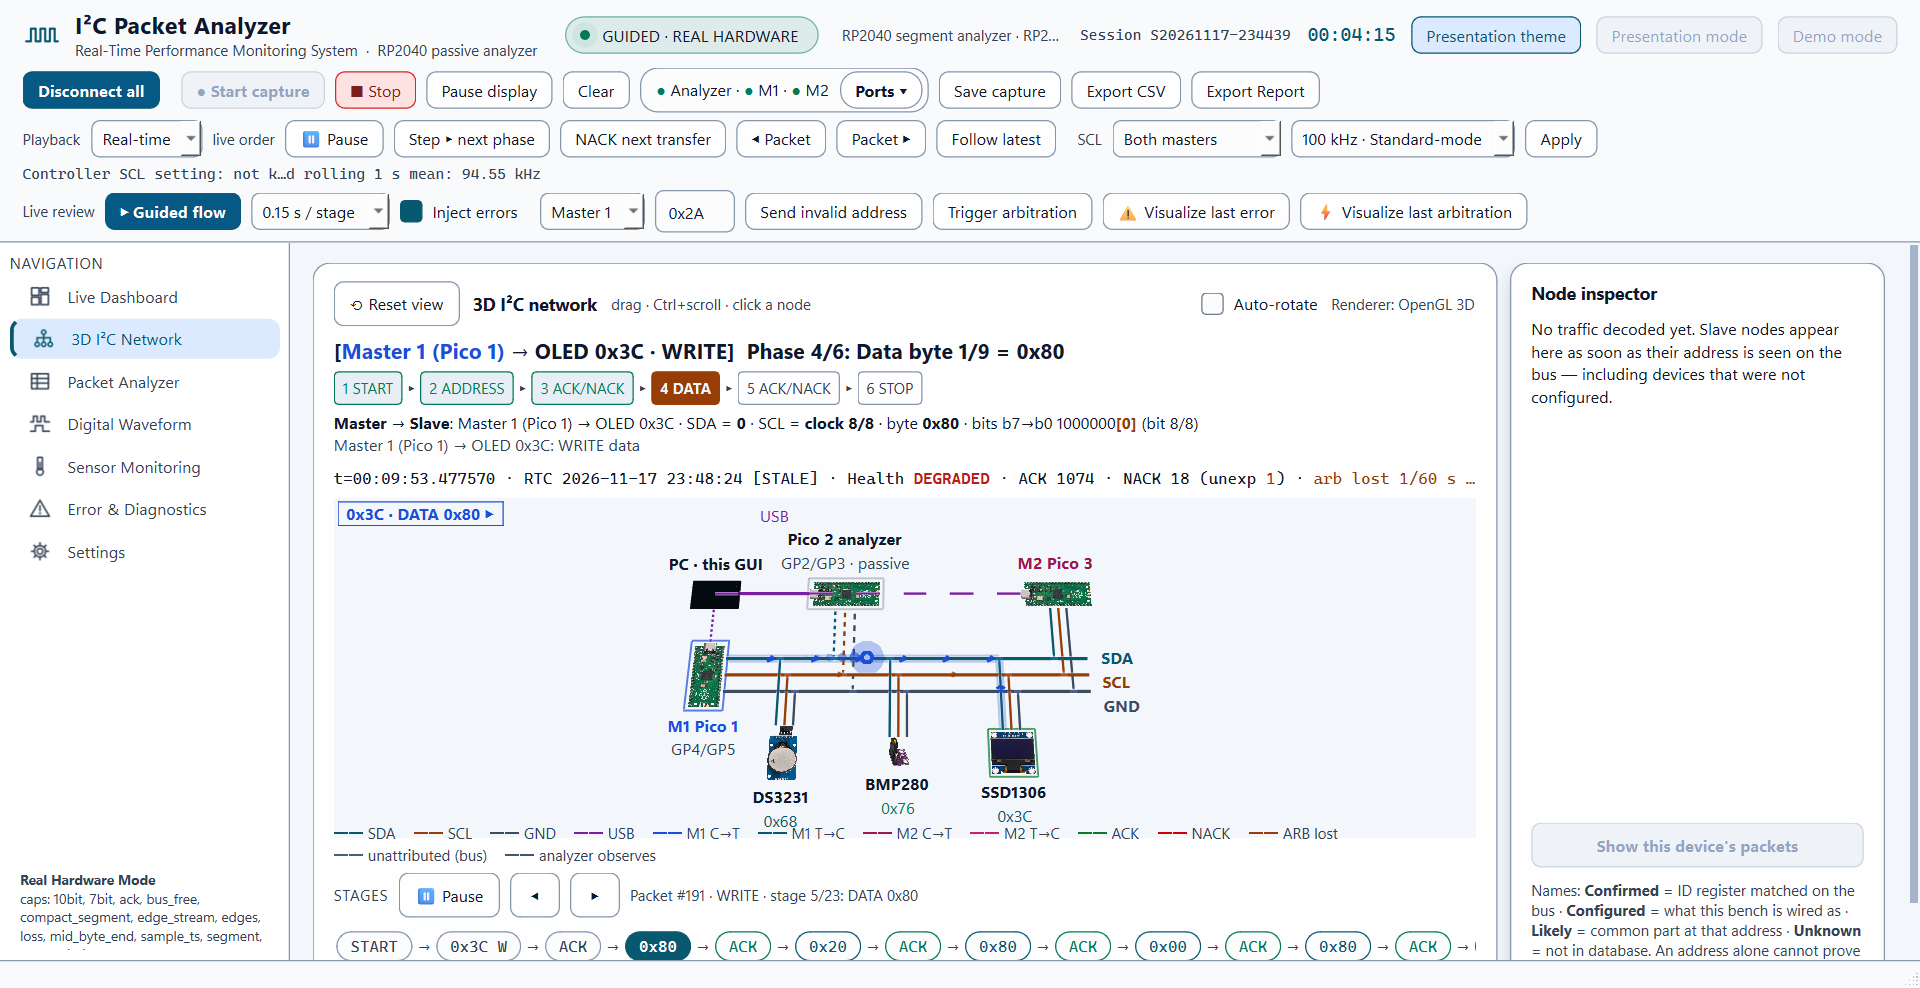 I²C Packet Analyzer
Real-Time Performance Monitoring System · RP2040 passive analyzer
GUIDED · REAL HARDWARE
RP2040 segment analyzer · RP2...
Session S20261117-234439
00:04:15
Presentation theme
Presentation mode
Demo mode
Disconnect all
● Start capture
■ Stop
Pause display
Clear
● Analyzer · ● M1 · ● M2
Ports ▾
Save capture
Export CSV
Export Report
Playback
Real-time
live order
Pause
Step ▸ next phase
NACK next transfer
◂ Packet
Packet ▸
Follow latest
SCL
Both masters
100 kHz · Standard-mode
Apply
Controller SCL setting: not k…d rolling 1 s mean: 94.55 kHz
Live review
▸ Guided flow
0.15 s / stage
Inject errors
Master 1
0x2A
Send invalid address
Trigger arbitration
Visualize last error
Visualize last arbitration
NAVIGATION
Live Dashboard
3D I²C Network
Packet Analyzer
Digital Waveform
Sensor Monitoring
Error & Diagnostics
Settings
Real Hardware Mode
caps: 10bit, 7bit, ack, bus_free,
compact_segment, edge_stream, edges,
loss, mid_byte_end, sample_ts, segment,
⟲ Reset view
3D I²C network
drag · Ctrl+scroll · click a node
Auto-rotate
Renderer: OpenGL 3D
[Master 1 (Pico 1) → OLED 0x3C · WRITE] Phase 4/6: Data byte 1/9 = 0x80
1 START ▸ 2 ADDRESS ▸ 3 ACK/NACK ▸ 4 DATA ▸ 5 ACK/NACK ▸ 6 STOP
Master → Slave: Master 1 (Pico 1) → OLED 0x3C · SDA = 0 · SCL = clock 8/8 · byte 0x80 · bits b7→b0 1000000[0] (bit 8/8)
Master 1 (Pico 1) → OLED 0x3C: WRITE data
t=00:09:53.477570 · RTC 2026-11-17 23:48:24 [STALE] · Health DEGRADED · ACK 1074 · NACK 18 (unexp 1) · arb lost 1/60 s …
0x3C · DATA 0x80 ▸
USB
Pico 2 analyzer
PC · this GUI
GP2/GP3 · passive
M2 Pico 3
SDA
SCL
GND
M1 Pico 1
GP4/GP5
DS3231
0x68
BMP280
0x76
SSD1306
0x3C
SDA
SCL
GND
USB
M1 C→T
M1 T→C
M2 C→T
M2 T→C
ACK
NACK
ARB lost
unattributed (bus)
analyzer observes
STAGES
Pause
◂
▸
Packet #191 · WRITE · stage 5/23: DATA 0x80
START → 0x3C W → ACK → 0x80 → ACK → 0x20 → ACK → 0x80 → ACK → 0x00 → ACK → 0x80 → ACK →
Node inspector
No traffic decoded yet. Slave nodes appear
here as soon as their address is seen on the
bus — including devices that were not
configured.
Show this device's packets
Names: Confirmed = ID register matched on the
bus · Configured = what this bench is wired as ·
Likely = common part at that address · Unknown
= not in database. An address alone cannot prove